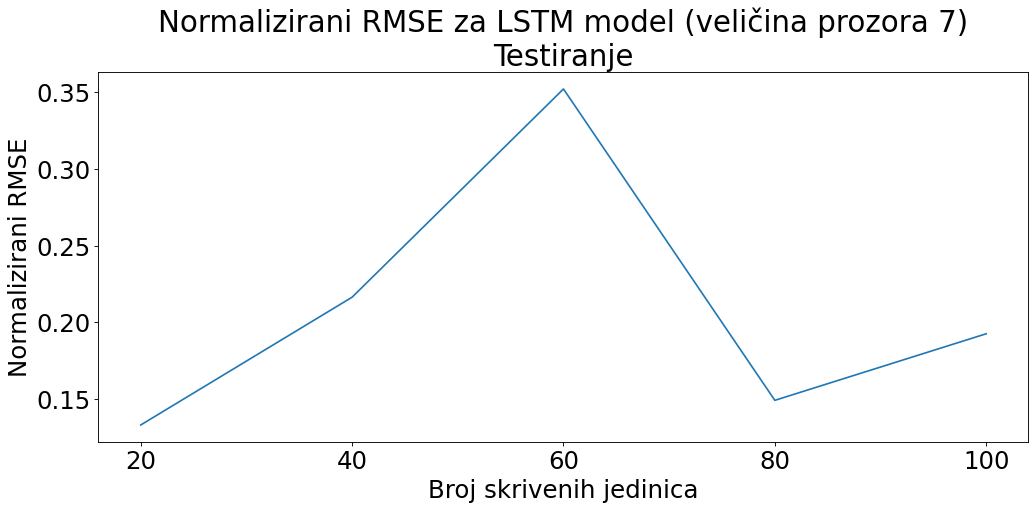 Normalizirani RMSE za LSTM model (veličina prozora 7)
Testiranje
Normalizirani RMSE
0.35
0.30
0.25
0.20
0.15
20 40 60 80 100
Broj skrivenih jedinica